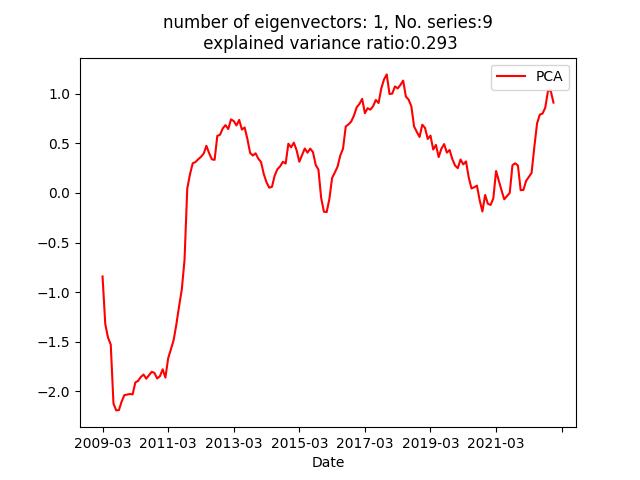 number of eigenvectors: 1, No. series:9
explained variance ratio:0.293
PCA
1.0
0.5
0.0
−0.5
−1.0
−1.5
−2.0
2009-03 2011-03 2013-03 2015-03 2017-03 2019-03 2021-03
Date